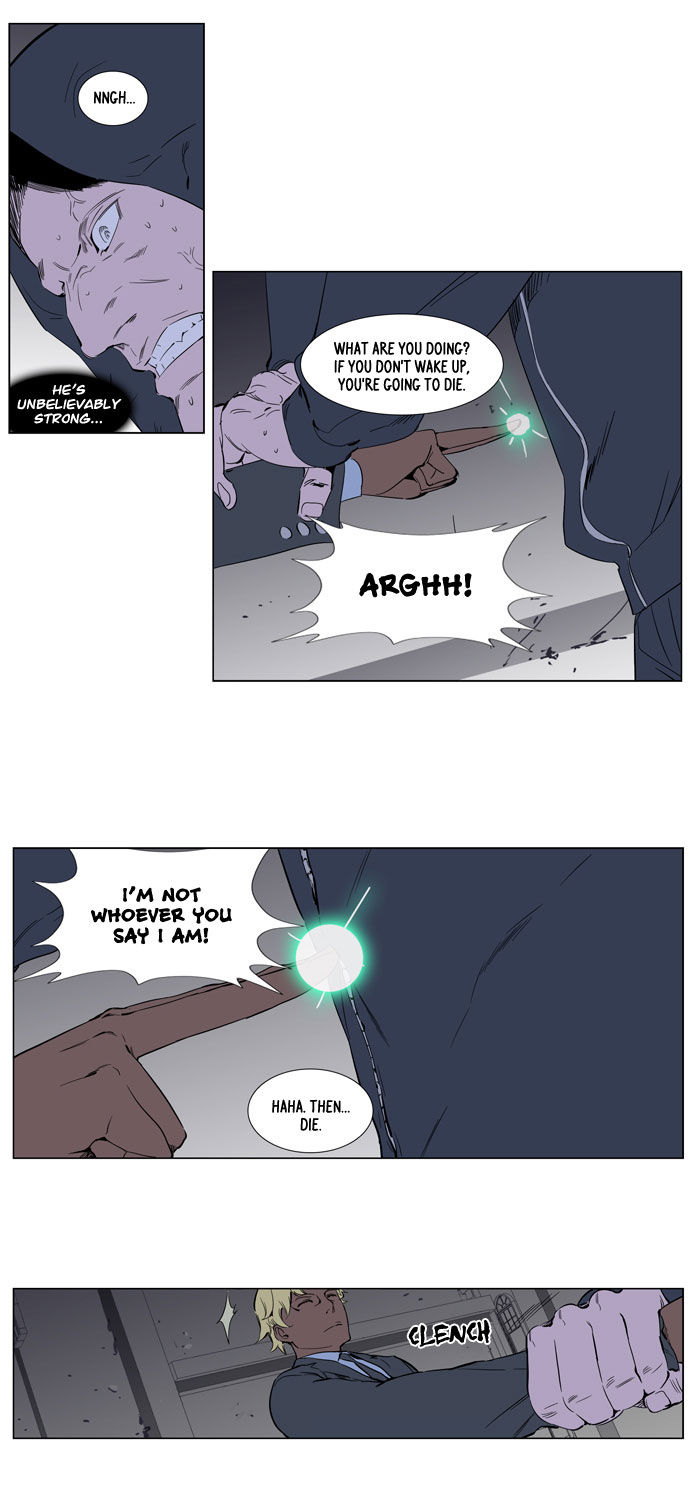 NNGH...
HE'S
UNBELIEVABLY
STRONG...
WHAT ARE YOU DOING?
IF YOU DON'T WAKE UP,
YOU'RE GOING TO DIE.
ARGHH!
I'M NOT
WHOEVER YOU
SAY I AM!
HAHA. THEN...
DIE.
CLENCH